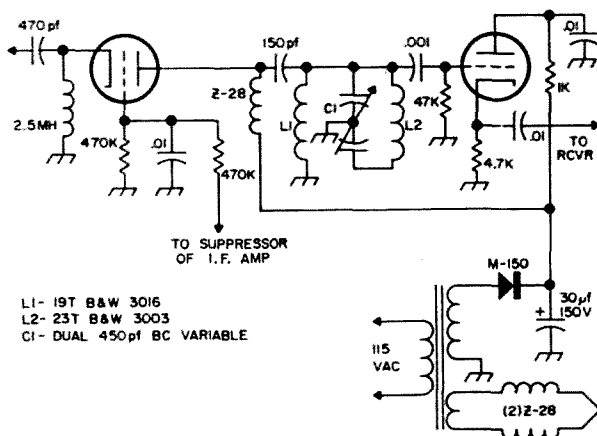 470 pf
150pf
.001
.01
Z-28
C1
L1
L2
47K
1K
2.5MH
470K
.01
470K
4.7K
.01
TO
RCVR
TO SUPPRESSOR
OF I.F. AMP
L1- 19T B&W 3016
L2- 23T B&W 3003
C1- DUAL 450pf BC VARIABLE
M-150
30µf
150V
+
115
VAC
(2)Z-28